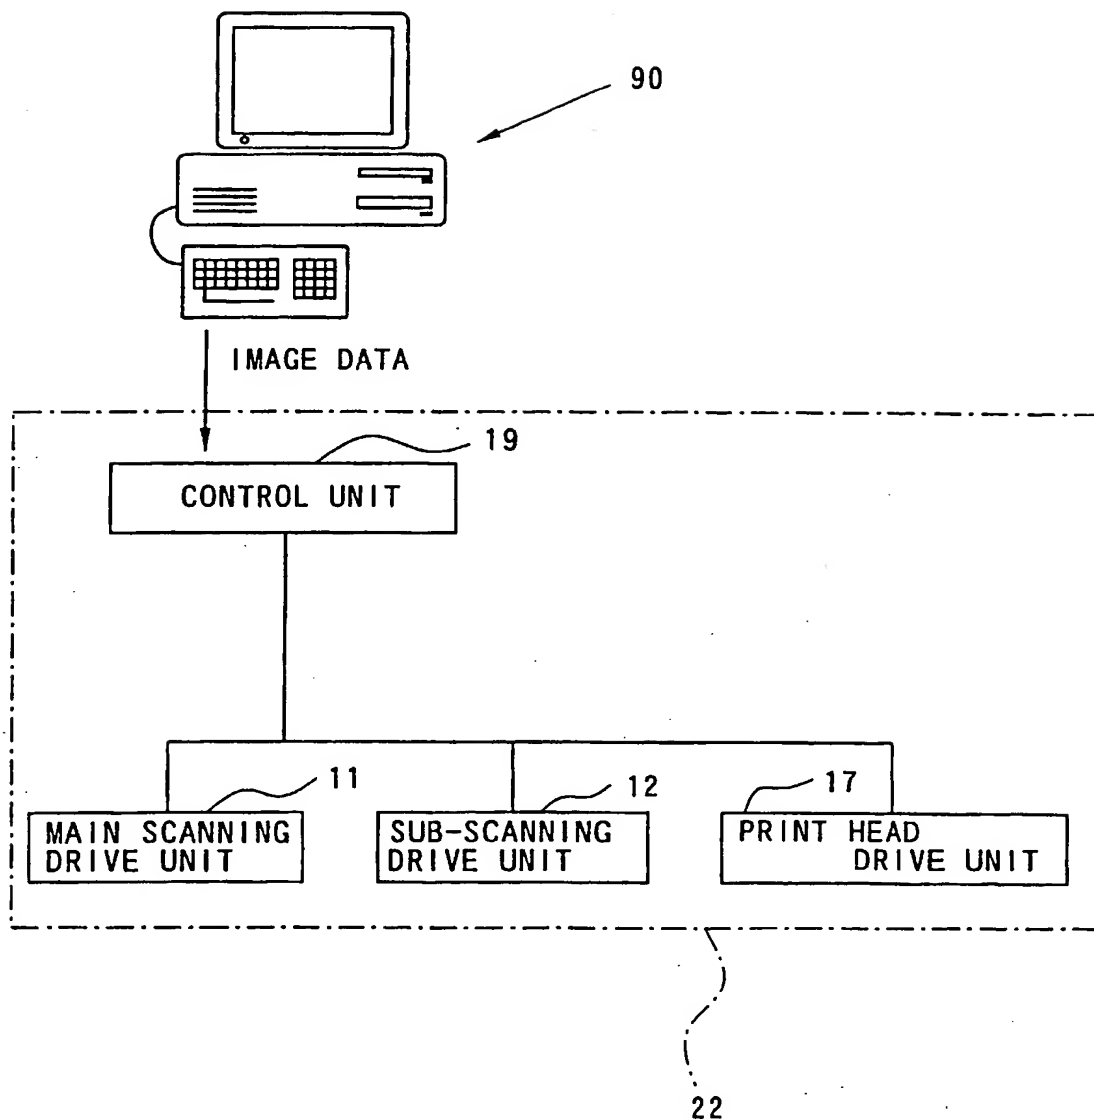 90
IMAGE DATA
19
CONTROL UNIT
11
12
17
MAIN SCANNING
DRIVE UNIT
SUB-SCANNING
DRIVE UNIT
PRINT HEAD
DRIVE UNIT
22